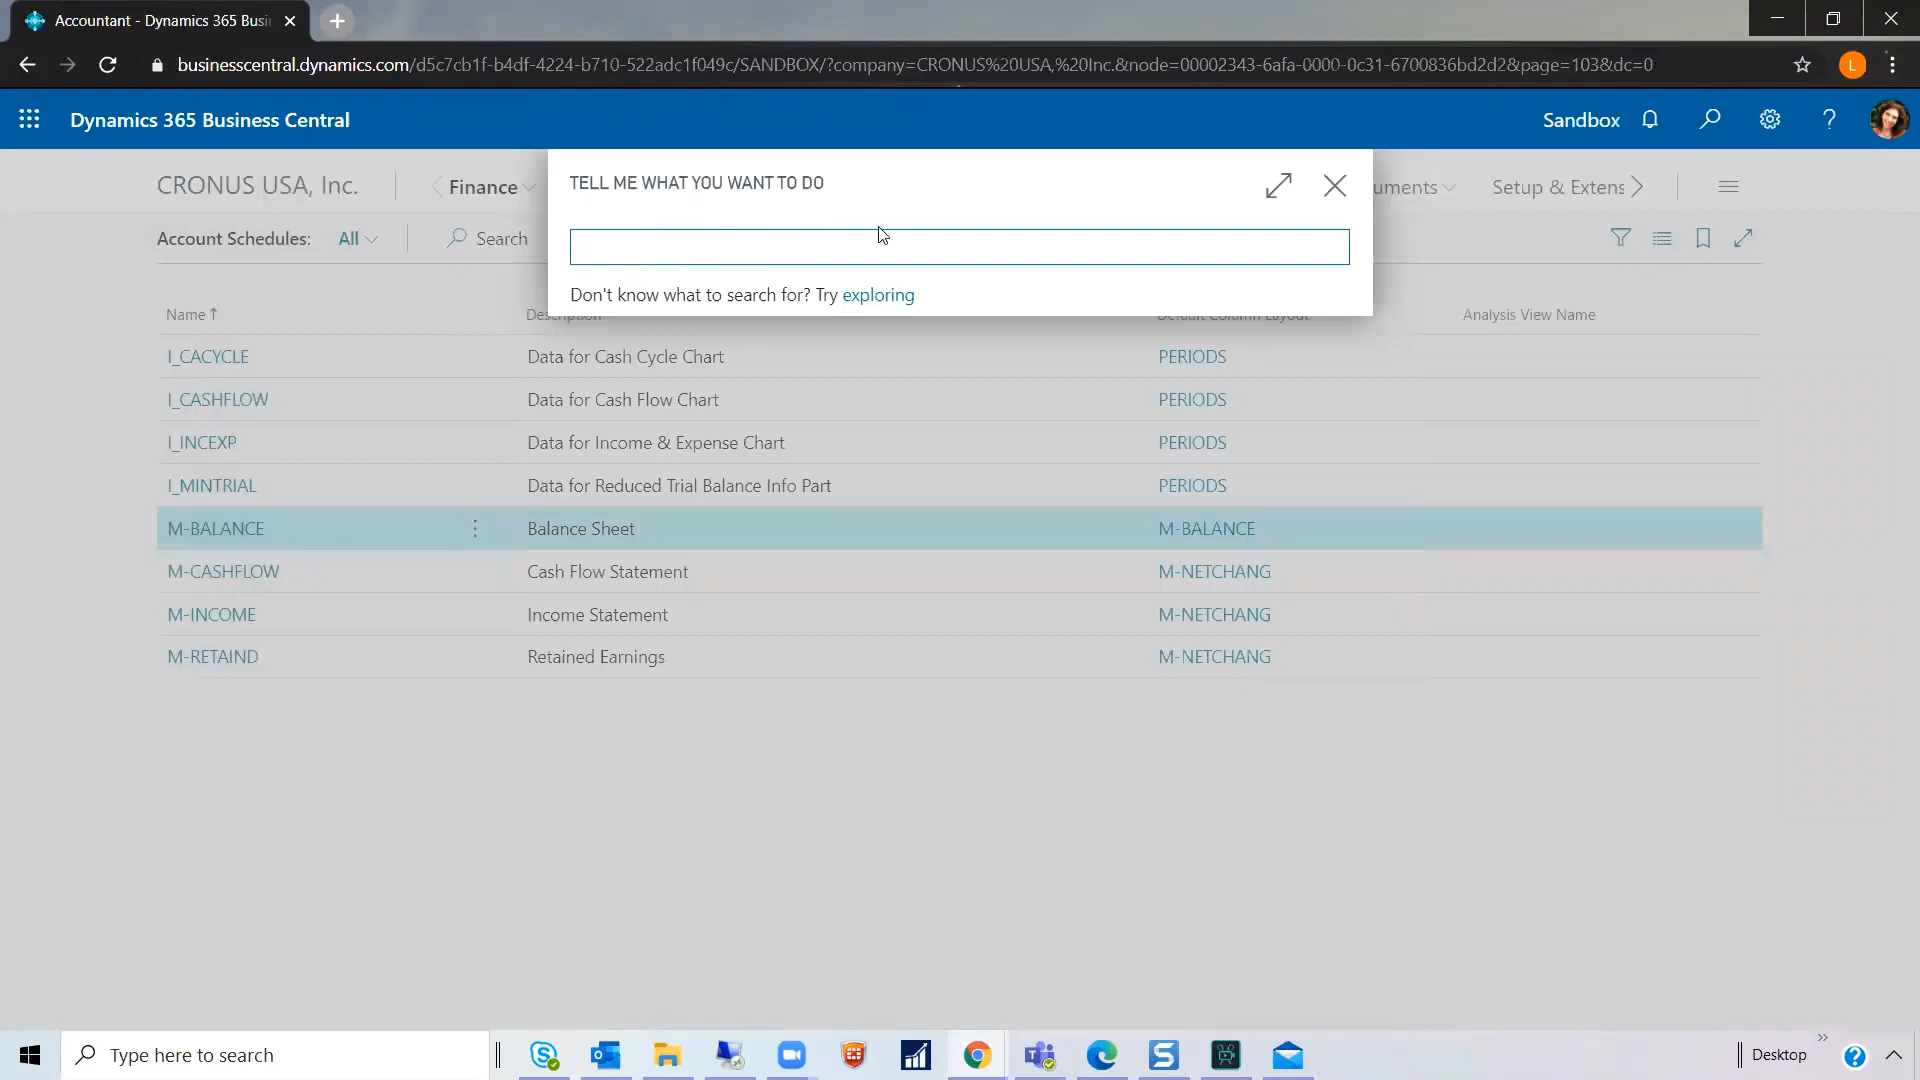 Accountant - Dynamics 365 Busi
businesscentral.dynamics.com/d5c7cb1f-b4df-4224-b710-522adc1f049c/SANDBOX/?company=CRONUS%20USA,%20Inc.&node=00002343-6afa-0000-0c31-6700836bd2d2&page=103&dc=0
L
Dynamics 365 Business Central
Sandbox
CRONUS USA, Inc.
Finance
uments
Setup & Extens
TELL ME WHAT YOU WANT TO DO
Don't know what to search for? Try exploring
Account Schedules: All
Search
Name ↑ Description Default Column Layout Analysis View Name
I_CACYCLE Data for Cash Cycle Chart PERIODS
I_CASHFLOW Data for Cash Flow Chart PERIODS
I_INCEXP Data for Income & Expense Chart PERIODS
I_MINTRIAL Data for Reduced Trial Balance Info Part PERIODS
M-BALANCE Balance Sheet M-BALANCE
M-CASHFLOW Cash Flow Statement M-NETCHANG
M-INCOME Income Statement M-NETCHANG
M-RETAIND Retained Earnings M-NETCHANG
Type here to search
Desktop